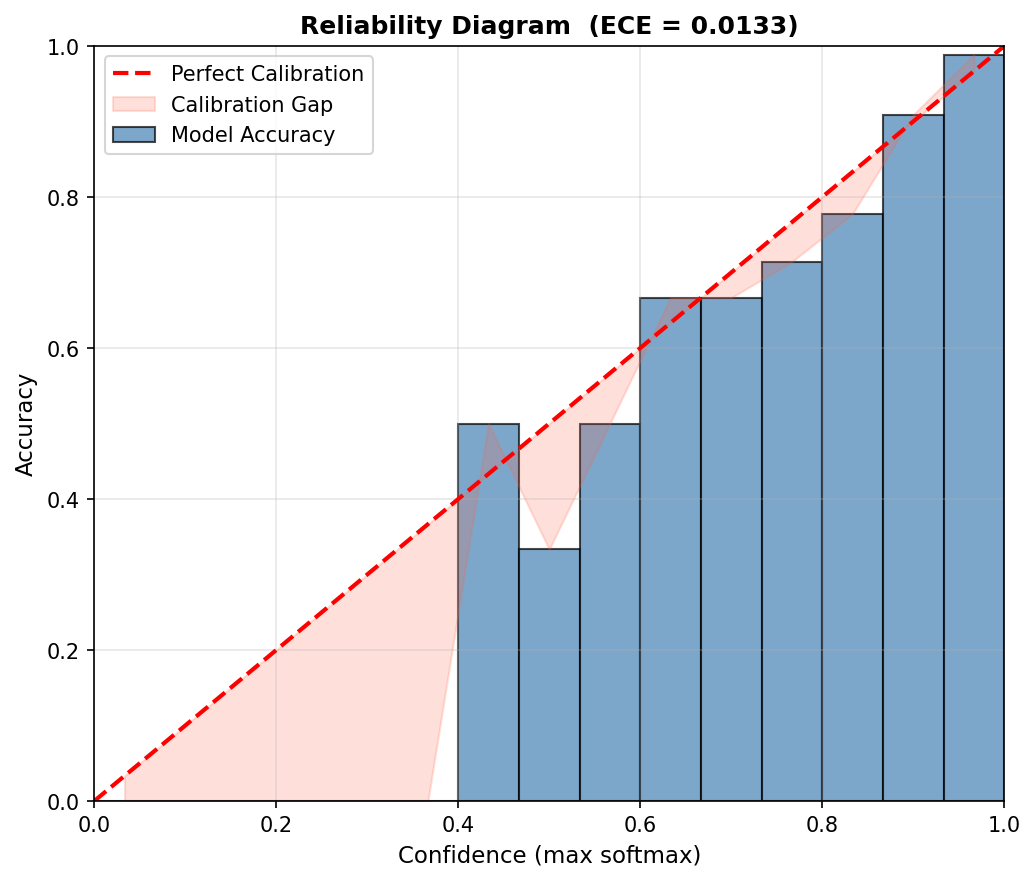 Reliability Diagram  (ECE = 0.0133)
Perfect Calibration
Calibration Gap
Model Accuracy
Accuracy
1.0
0.8
0.6
0.4
0.2
0.0
0.0 0.2 0.4 0.6 0.8 1.0
Confidence (max softmax)